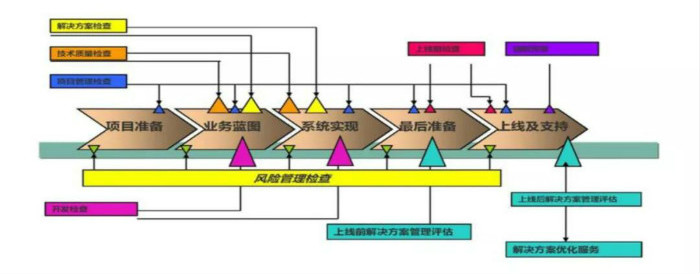 解决方案检查
技术质量检查
项目管理检查
上线前检查
项目准备
业务蓝图
系统实现
最后准备
上线及支持
风险管理检查
开发检查
上线前解决方案管理评估
上线后解决方案管理评估
解决方案优化服务